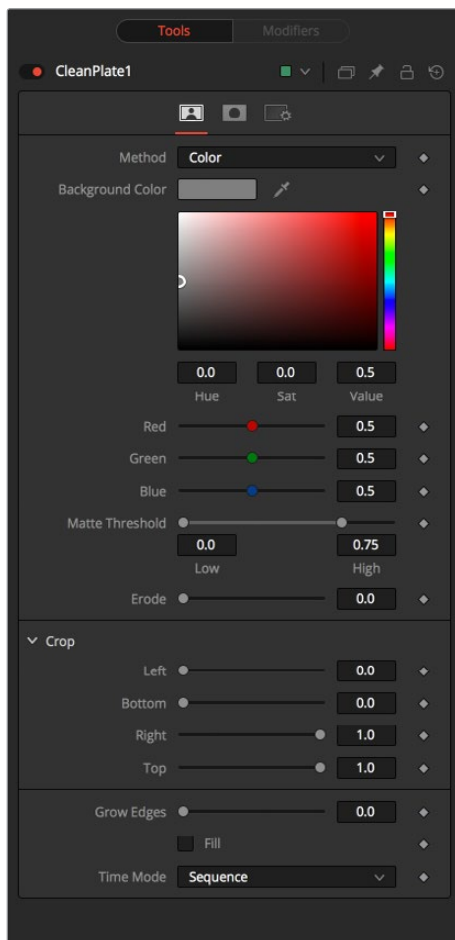 Tools Modifiers
CleanPlate1
Method Color
Background Color
0.0 0.0 0.5
Hue Sat Value
Red 0.5
Green 0.5
Blue 0.5
Matte Threshold
0.0 0.75
Low High
Erode 0.0
Crop
Left 0.0
Bottom 0.0
Right 1.0
Top 1.0
Grow Edges 0.0
Fill
Time Mode Sequence